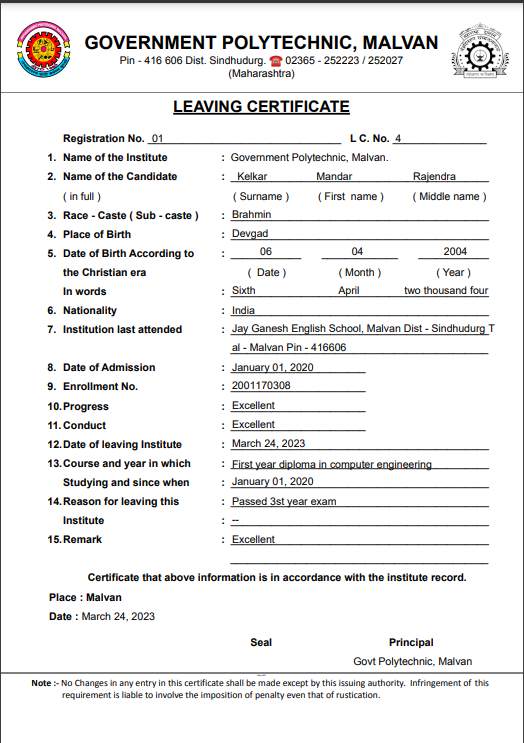 GOVERNMENT POLYTECHNIC, MALVAN
Pin - 416 606 Dist. Sindhudurg. ☎ 02365 - 252223 / 252027
(Maharashtra)
LEAVING CERTIFICATE
Registration No. 01 L C. No. 4
1. Name of the Institute : Government Polytechnic, Malvan.
2. Name of the Candidate : Kelkar Mandar Rajendra
( in full ) ( Surname ) ( First name ) ( Middle name )
3. Race - Caste ( Sub - caste ) : Brahmin
4. Place of Birth : Devgad
5. Date of Birth According to : 06 04 2004
the Christian era ( Date ) ( Month ) ( Year )
In words : Sixth April two thousand four
6. Nationality : India
7. Institution last attended : Jay Ganesh English School, Malvan Dist - Sindhudurg T
al - Malvan Pin - 416606
8. Date of Admission : January 01, 2020
9. Enrollment No. : 2001170308
10. Progress : Excellent
11. Conduct : Excellent
12. Date of leaving Institute : March 24, 2023
13. Course and year in which : First year diploma in computer engineering
Studying and since when : January 01, 2020
14. Reason for leaving this : Passed 3st year exam
Institute : --
15. Remark : Excellent
Certificate that above information is in accordance with the institute record.
Place : Malvan
Date : March 24, 2023
Seal Principal
Govt Polytechnic, Malvan
Note :- No Changes in any entry in this certificate shall be made except by this issuing authority. Infringement of this
requirement is liable to involve the imposition of penalty even that of rustication.